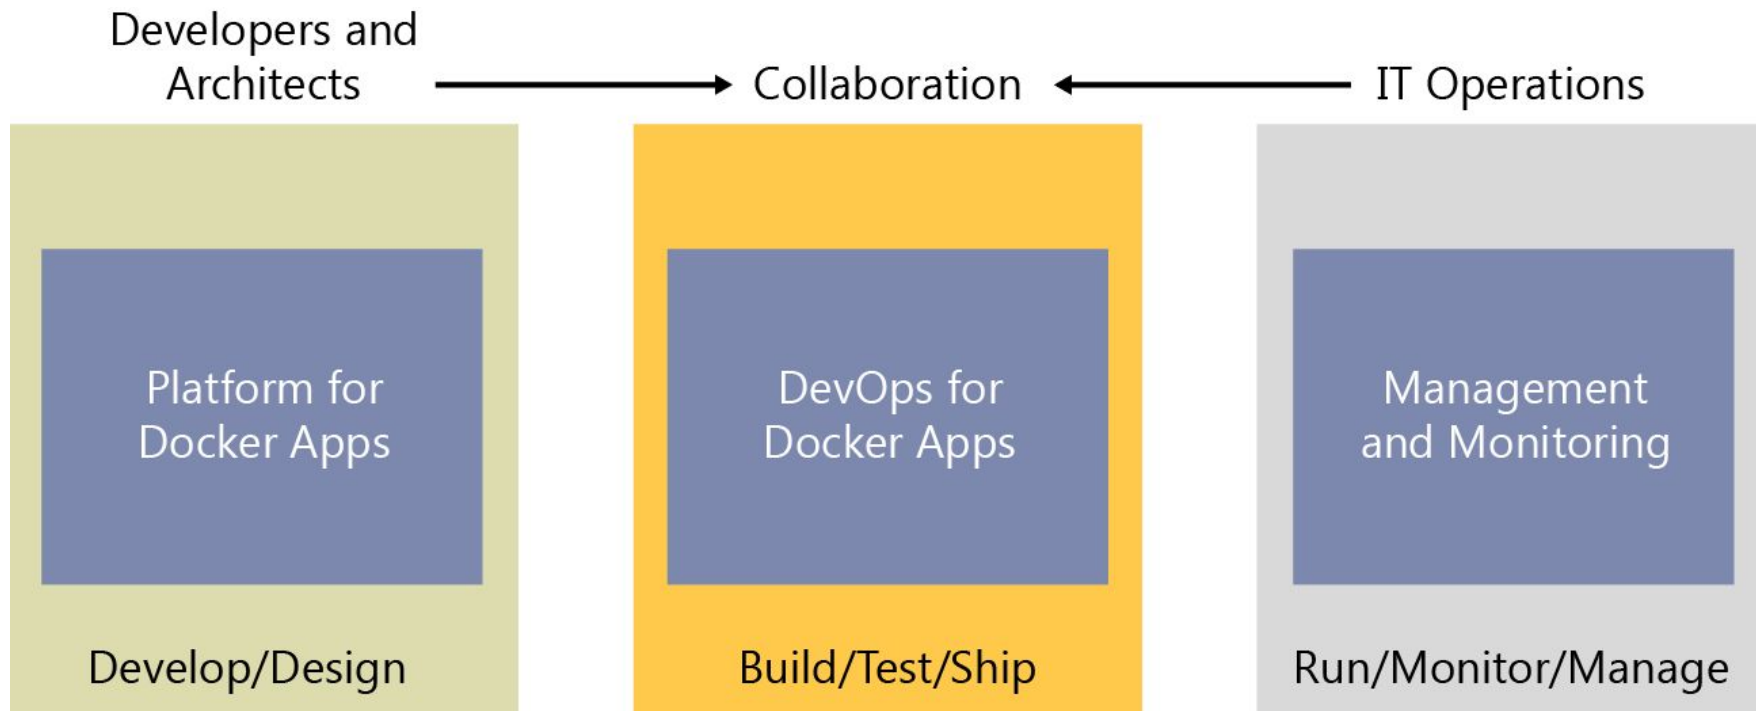 Developers and
Architects
Collaboration
IT Operations
Platform for
Docker Apps
DevOps for
Docker Apps
Management
and Monitoring
Develop/Design
Build/Test/Ship
Run/Monitor/Manage